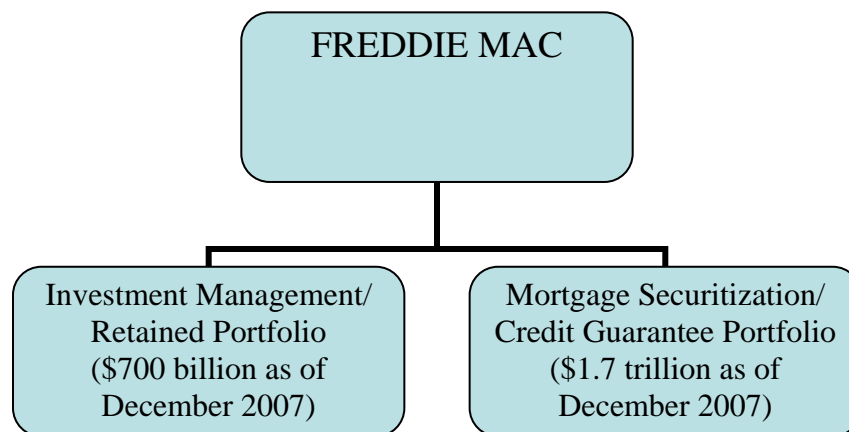 FREDDIE MAC
Investment Management/
Retained Portfolio
($700 billion as of
December 2007)
Mortgage Securitization/
Credit Guarantee Portfolio
($1.7 trillion as of
December 2007)